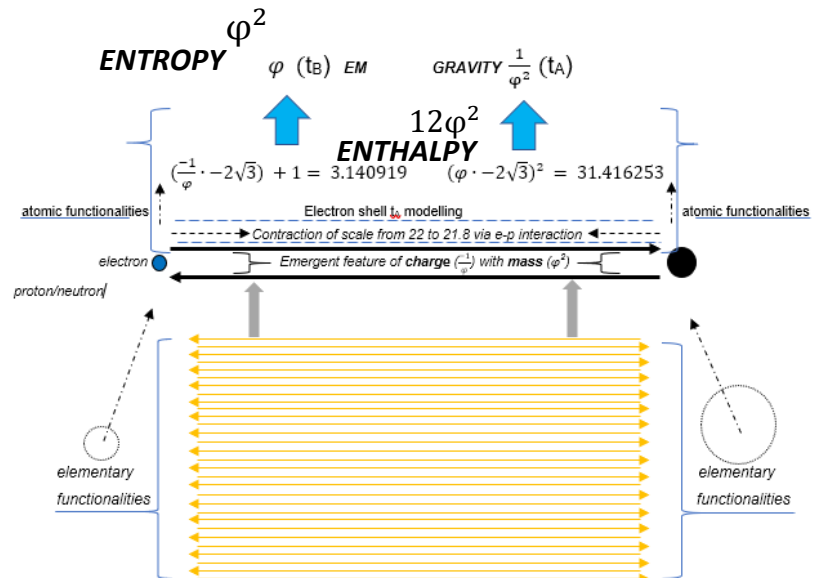 ENTROPY φ²
φ (tB) EM GRAVITY 1/φ² (tA)
12φ²
ENTHALPY
(-1/φ · -2√3) + 1 = 3.140919 (φ · -2√3)² = 31.416253
atomic functionalities Electron shell tₐ modelling atomic functionalities
Contraction of scale from 22 to 21.8 via e-p interaction
electron Emergent feature of charge (-1/φ) with mass (φ²)
proton/neutron/
elementary
functionalities
elementary
functionalities